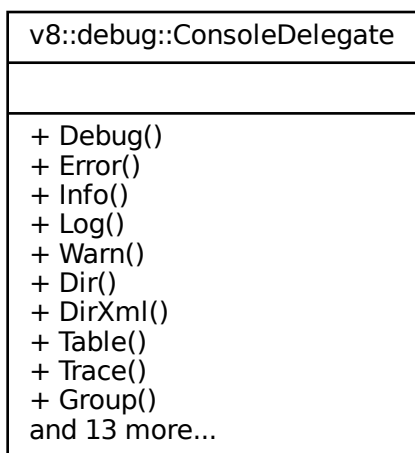 v8::debug::ConsoleDelegate
+ Debug()
+ Error()
+ Info()
+ Log()
+ Warn()
+ Dir()
+ DirXml()
+ Table()
+ Trace()
+ Group()
and 13 more...